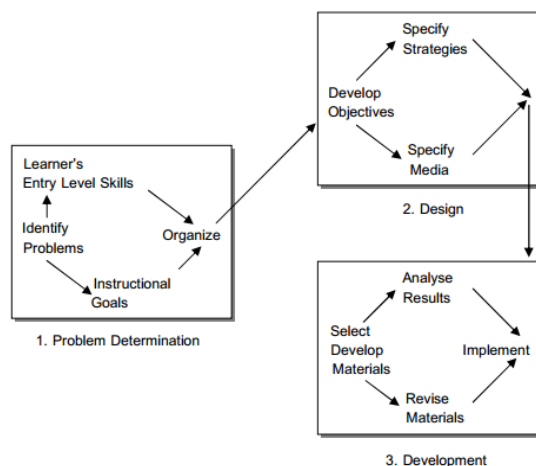 Specify
Strategies
Develop
Objectives
Specify
Media
2. Design
Learner's
Entry Level Skills
Identify
Problems
Organize
Instructional
Goals
1. Problem Determination
Analyse
Results
Select
Develop
Materials
Implement
Revise
Materials
3. Development